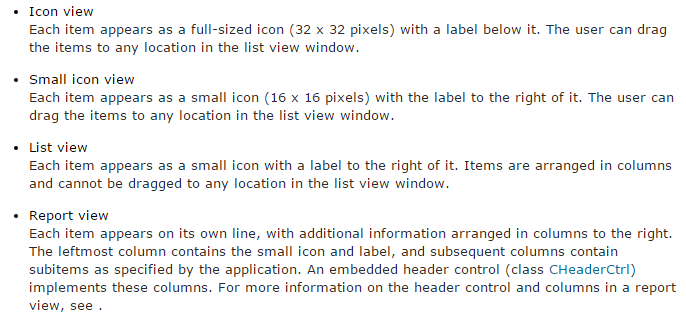 Icon view
Each item appears as a full-sized icon (32 x 32 pixels) with a label below it. The user can drag
the items to any location in the list view window.
Small icon view
Each item appears as a small icon (16 x 16 pixels) with the label to the right of it. The user can
drag the items to any location in the list view window.
List view
Each item appears as a small icon with a label to the right of it. Items are arranged in columns
and cannot be dragged to any location in the list view window.
Report view
Each item appears on its own line, with additional information arranged in columns to the right.
The leftmost column contains the small icon and label, and subsequent columns contain
subitems as specified by the application. An embedded header control (class CHeaderCtrl)
implements these columns. For more information on the header control and columns in a report
view, see .